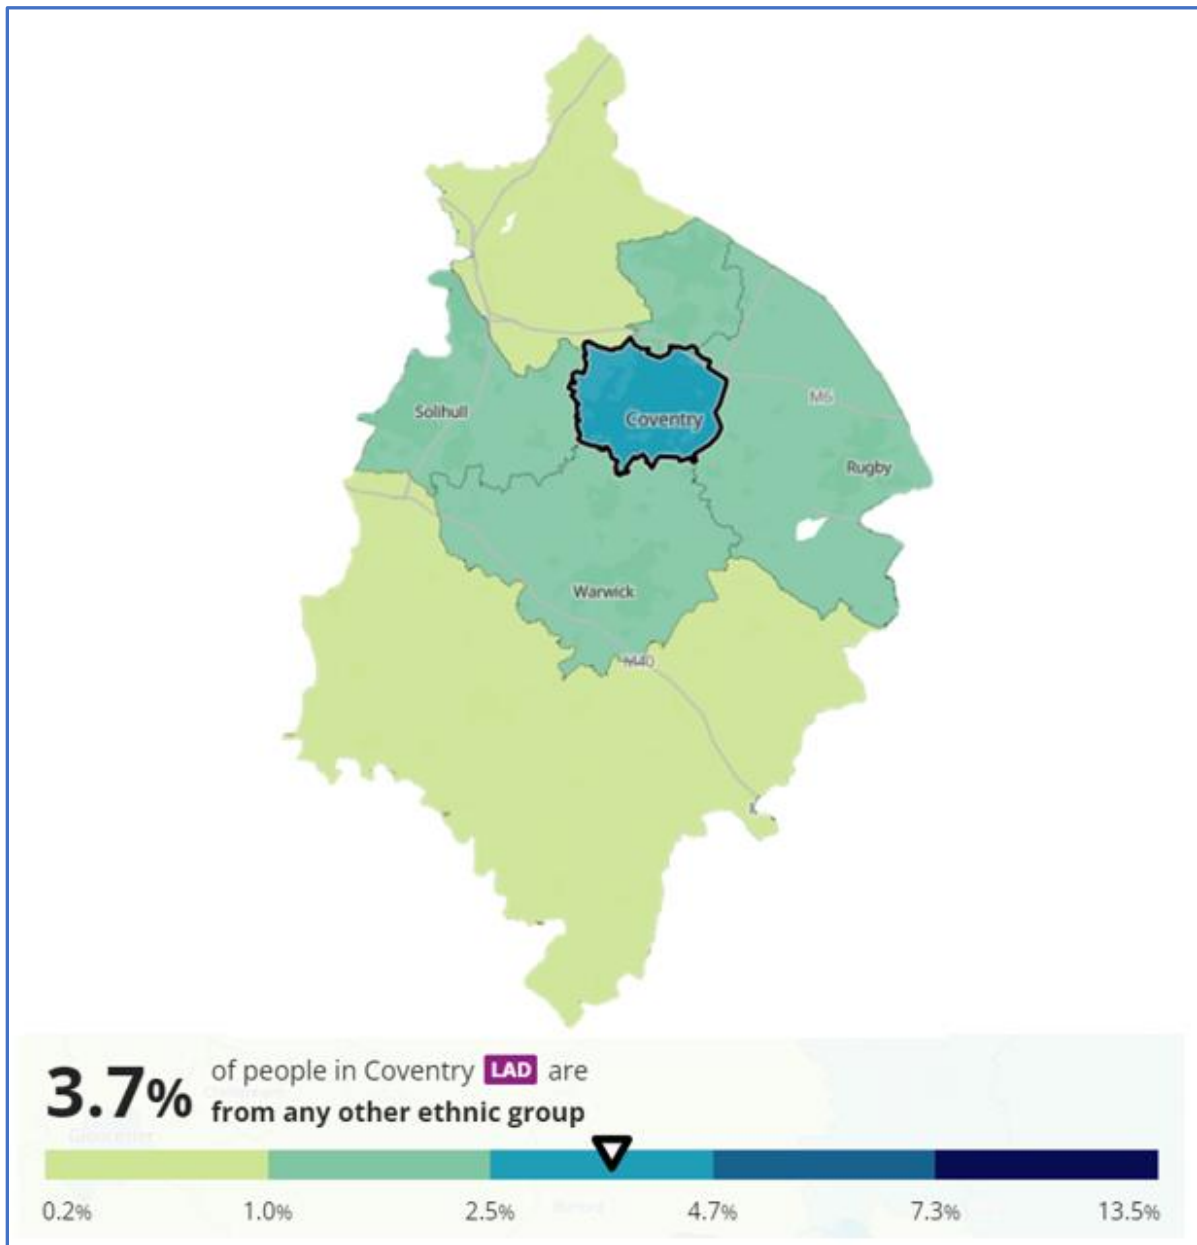 Solihull
Coventry
M6
Rugby
Warwick
M40
3.7% of people in Coventry LAD are
from any other ethnic group
0.2% 1.0% 2.5% 4.7% 7.3% 13.5%